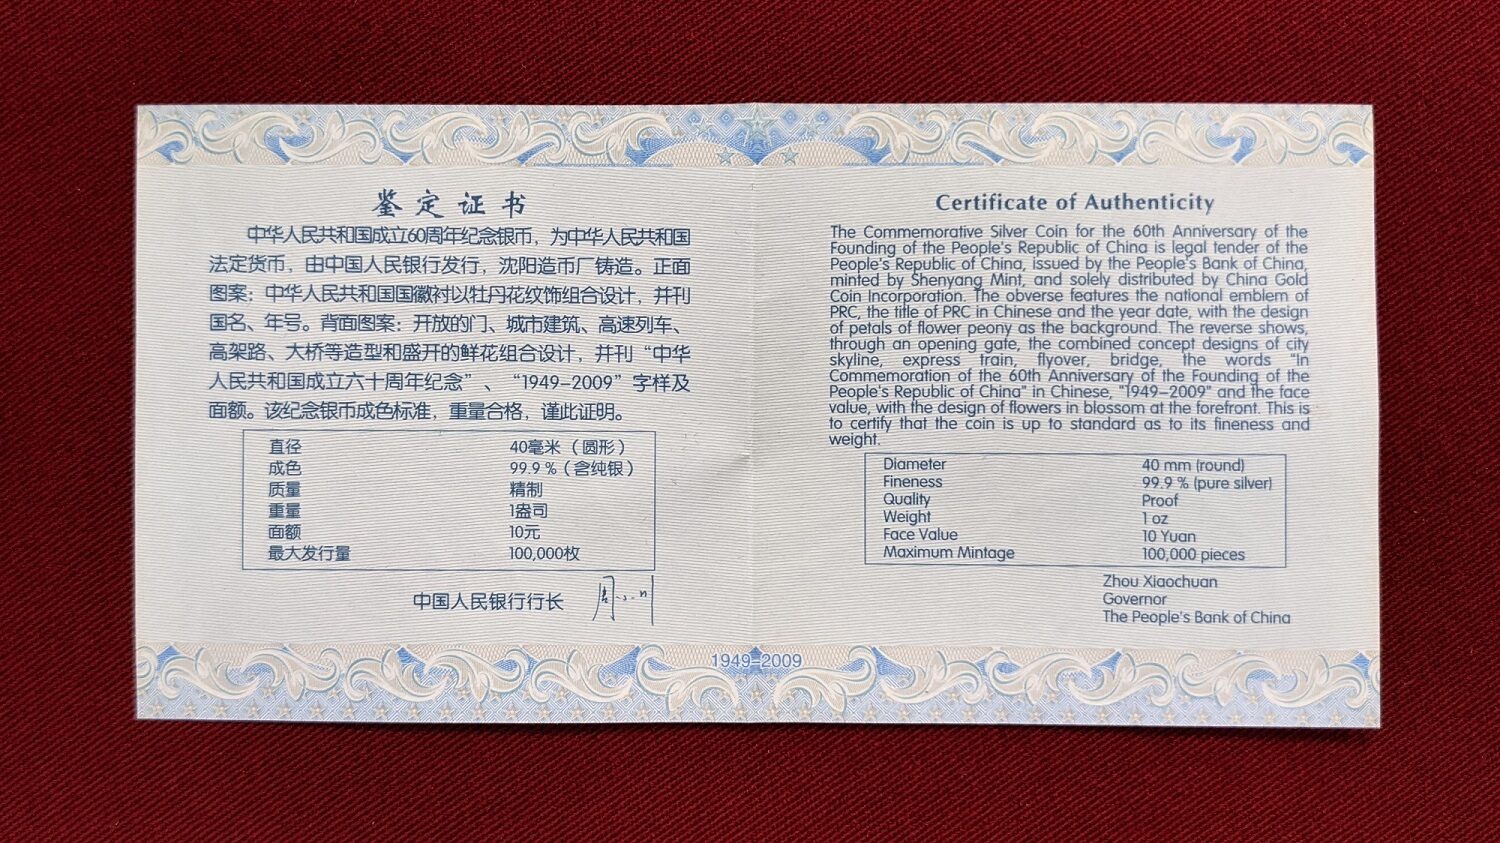 鉴定证书
中华人民共和国成立60周年纪念银币，为中华人民共和国
法定货币，由中国人民银行发行，沈阳造币厂铸造。正面
图案：中华人民共和国国徽衬以牡丹花纹饰组合设计，并刊
国名、年号。背面图案：开放的门、城市建筑、高速列车、
高架路、大桥等造型和盛开的鲜花组合设计，并刊“中华
人民共和国成立六十周年纪念”、“1949-2009”字样及
面额。该纪念银币成色标准，重量合格，谨此证明。
直径 40毫米（圆形）
成色 99.9 %（含纯银）
质量 精制
重量 1盎司
面额 10元
最大发行量 100,000枚
中国人民银行行长
Certificate of Authenticity
The Commemorative Silver Coin for the 60th Anniversary of the
Founding of the People's Republic of China is legal tender of the
People's Republic of China, issued by the People's Bank of China,
minted by Shenyang Mint, and solely distributed by China Gold
Coin Incorporation. The obverse features the national emblem of
PRC, the title of PRC in Chinese and the year date, with the design
of petals of flower peony as the background. The reverse shows,
through an opening gate, the combined concept designs of city
skyline, express train, flyover, bridge, the words "In
Commemoration of the 60th Anniversary of the Founding of the
People's Republic of China" in Chinese, "1949-2009" and the face
value, with the design of flowers in blossom at the forefront. This is
to certify that the coin is up to standard as to its fineness and
weight.
Diameter 40 mm (round)
Fineness 99.9 % (pure silver)
Quality Proof
Weight 1 oz
Face Value 10 Yuan
Maximum Mintage 100,000 pieces
Zhou Xiaochuan
Governor
The People's Bank of China
1949-2009